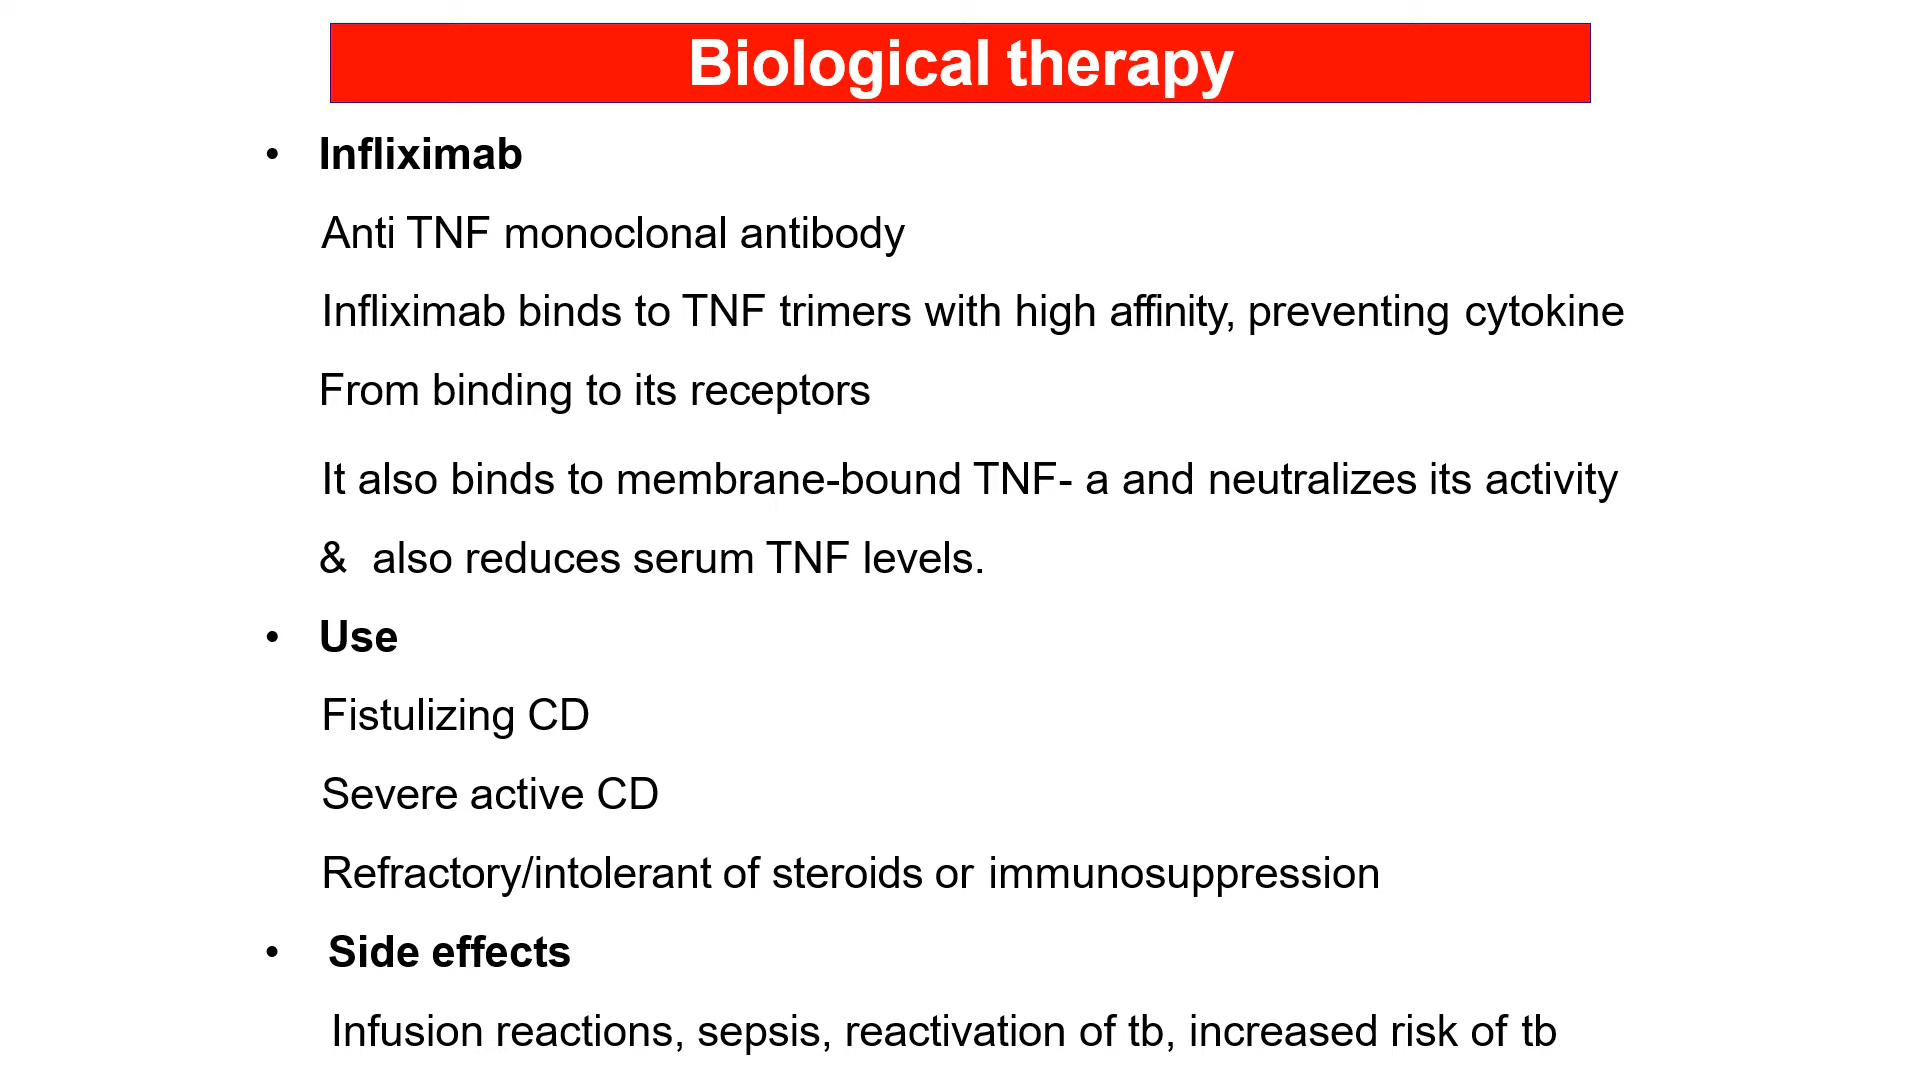 Biological therapy
• Infliximab
Anti TNF monoclonal antibody
Infliximab binds to TNF trimers with high affinity, preventing cytokine
From binding to its receptors
It also binds to membrane-bound TNF- a and neutralizes its activity
& also reduces serum TNF levels.
• Use
Fistulizing CD
Severe active CD
Refractory/intolerant of steroids or immunosuppression
• Side effects
Infusion reactions, sepsis, reactivation of tb, increased risk of tb